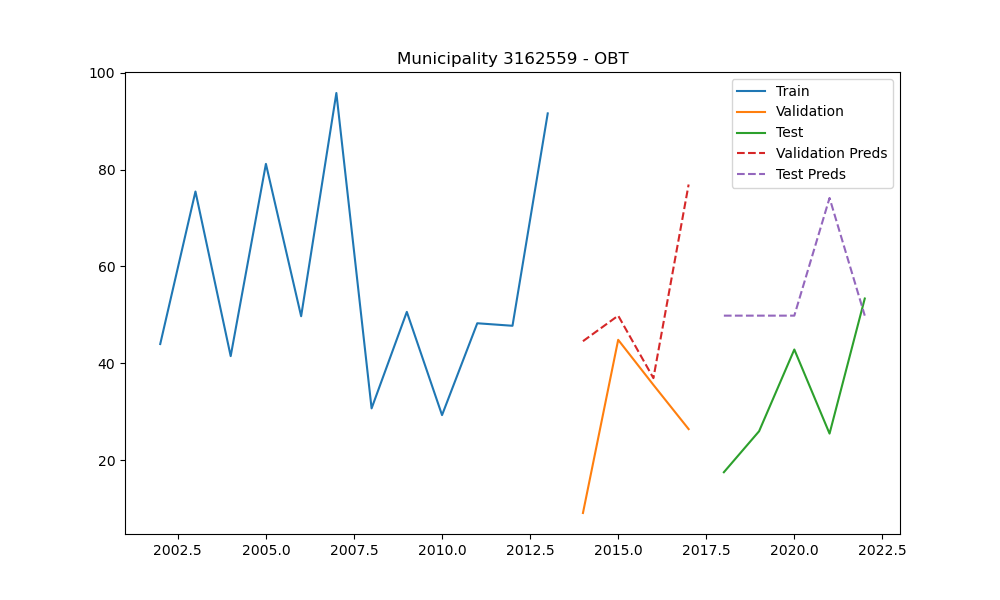 Municipality 3162559 - OBT
100
80
60
40
20
Train
Validation
Test
Validation Preds
Test Preds
2002.5 2005.0 2007.5 2010.0 2012.5 2015.0 2017.5 2020.0 2022.5